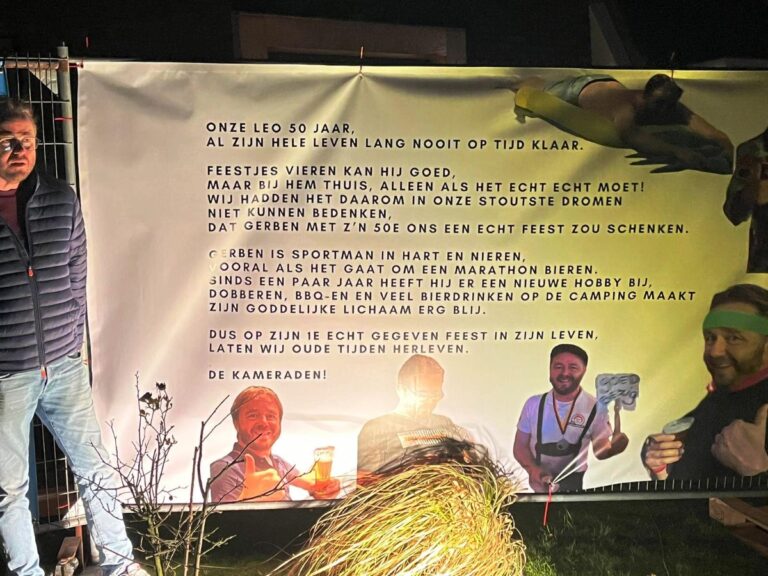 ONZE LEO 50 JAAR,
AL ZIJN HELE LEVEN LANG NOOIT OP TIJD KLAAR.
FEESTJES VIEREN KAN HIJ GOED,
MAAR BIJ HEM THUIS, ALLEEN ALS HET ECHT ECHT MOET!
WIJ HADDEN HET DAAROM IN ONZE STOUTSTE DROMEN
NIET KUNNEN BEDENKEN,
DAT GERBEN MET Z'N 50E ONS EEN ECHT FEEST ZOU SCHENKEN.
GERBEN IS SPORTMAN IN HART EN NIEREN,
VOORAL ALS HET GAAT OM EEN MARATHON BIEREN.
SINDS EEN PAAR JAAR HEEFT HIJ ER EEN NIEUWE HOBBY BIJ,
DOBBEREN, BBQ-EN EN VEEL BIERDRINKEN OP DE CAMPING MAAKT
ZIJN GODDELIJKE LICHAAM ERG BLIJ.
DUS OP ZIJN 1E ECHT GEGEVEN FEEST IN ZIJN LEVEN,
LATEN WIJ OUDE TIJDEN HERLEVEN.
DE KAMERADEN!